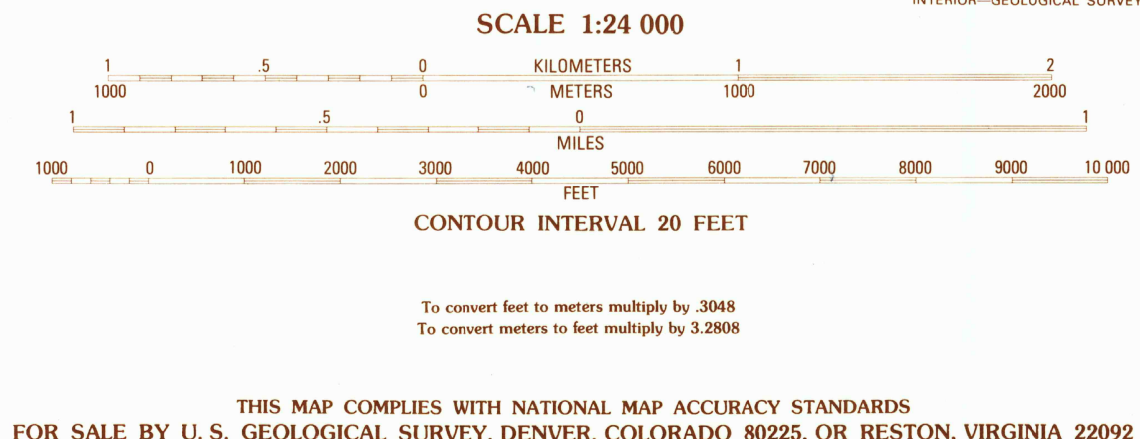 INTERIOR—GEOLOGICAL SURVEY
SCALE 1:24 000
1 .5 0 KILOMETERS 1 2
1000 0 METERS 1000 2000
1 .5 0 1
MILES
1000 0 1000 2000 3000 4000 5000 6000 7000 8000 9000 10 000
FEET
CONTOUR INTERVAL 20 FEET
To convert feet to meters multiply by .3048
To convert meters to feet multiply by 3.2808
THIS MAP COMPLIES WITH NATIONAL MAP ACCURACY STANDARDS
FOR SALE BY U. S. GEOLOGICAL SURVEY, DENVER, COLORADO 80225, OR RESTON, VIRGINIA 22092